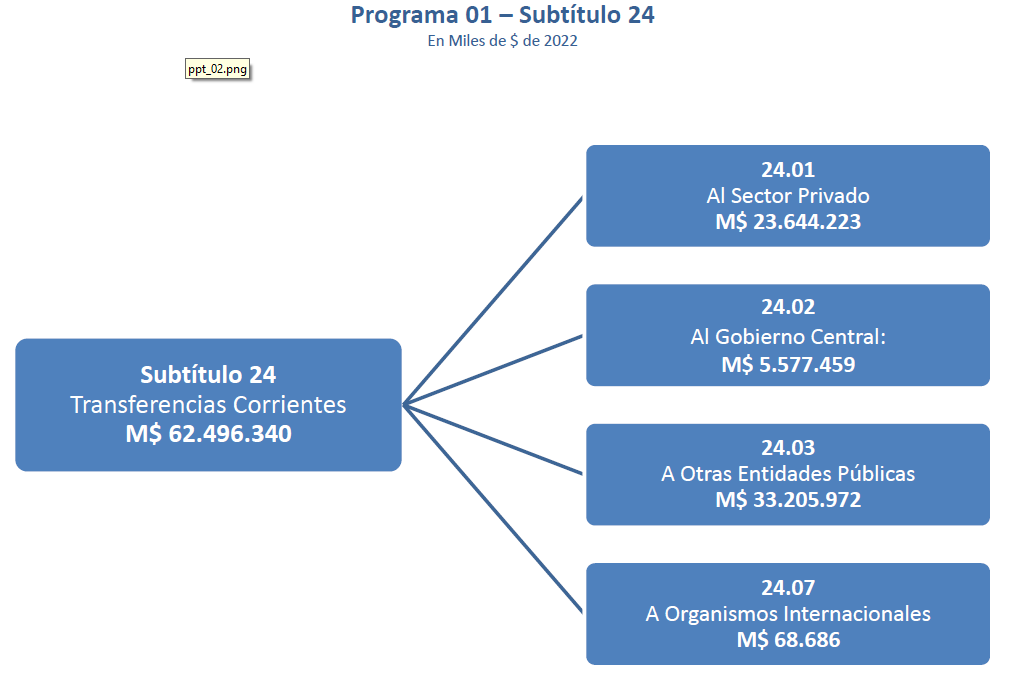 Programa 01 – Subtítulo 24
En Miles de $ de 2022
ppt_02.png
24.01
Al Sector Privado
M$ 23.644.223
24.02
Al Gobierno Central:
M$ 5.577.459
Subtítulo 24
Transferencias Corrientes
M$ 62.496.340
24.03
A Otras Entidades Públicas
M$ 33.205.972
24.07
A Organismos Internacionales
M$ 68.686